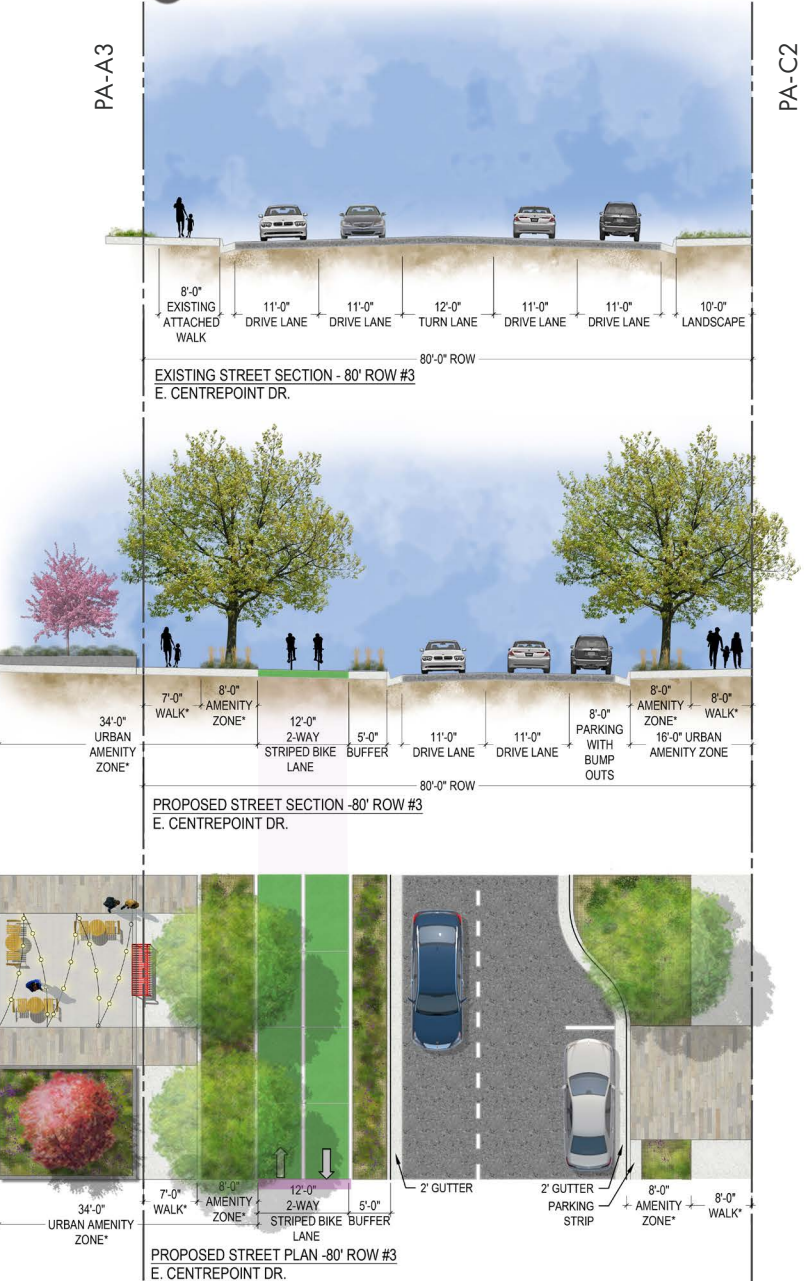 PA-A3
PA-C2
8'-0"
EXISTING
ATTACHED
WALK
11'-0"
DRIVE LANE
11'-0"
DRIVE LANE
12'-0"
TURN LANE
11'-0"
DRIVE LANE
11'-0"
DRIVE LANE
10'-0"
LANDSCAPE
80'-0" ROW
EXISTING STREET SECTION - 80' ROW #3
E. CENTREPOINT DR.
34'-0"
URBAN
AMENITY
ZONE*
7'-0"
WALK*
8'-0"
AMENITY
ZONE*
12'-0"
2-WAY
STRIPED BIKE
LANE
5'-0"
BUFFER
11'-0"
DRIVE LANE
11'-0"
DRIVE LANE
8'-0"
PARKING
WITH
BUMP
OUTS
8'-0"
AMENITY
ZONE*
8'-0"
WALK*
16'-0" URBAN
AMENITY ZONE
80'-0" ROW
PROPOSED STREET SECTION -80' ROW #3
E. CENTREPOINT DR.
34'-0"
URBAN AMENITY
ZONE*
7'-0"
WALK*
8'-0"
AMENITY
ZONE*
12'-0"
2-WAY
STRIPED BIKE
LANE
5'-0"
BUFFER
2' GUTTER
2' GUTTER
PARKING
STRIP
8'-0"
AMENITY
ZONE*
8'-0"
WALK*
PROPOSED STREET PLAN -80' ROW #3
E. CENTREPOINT DR.